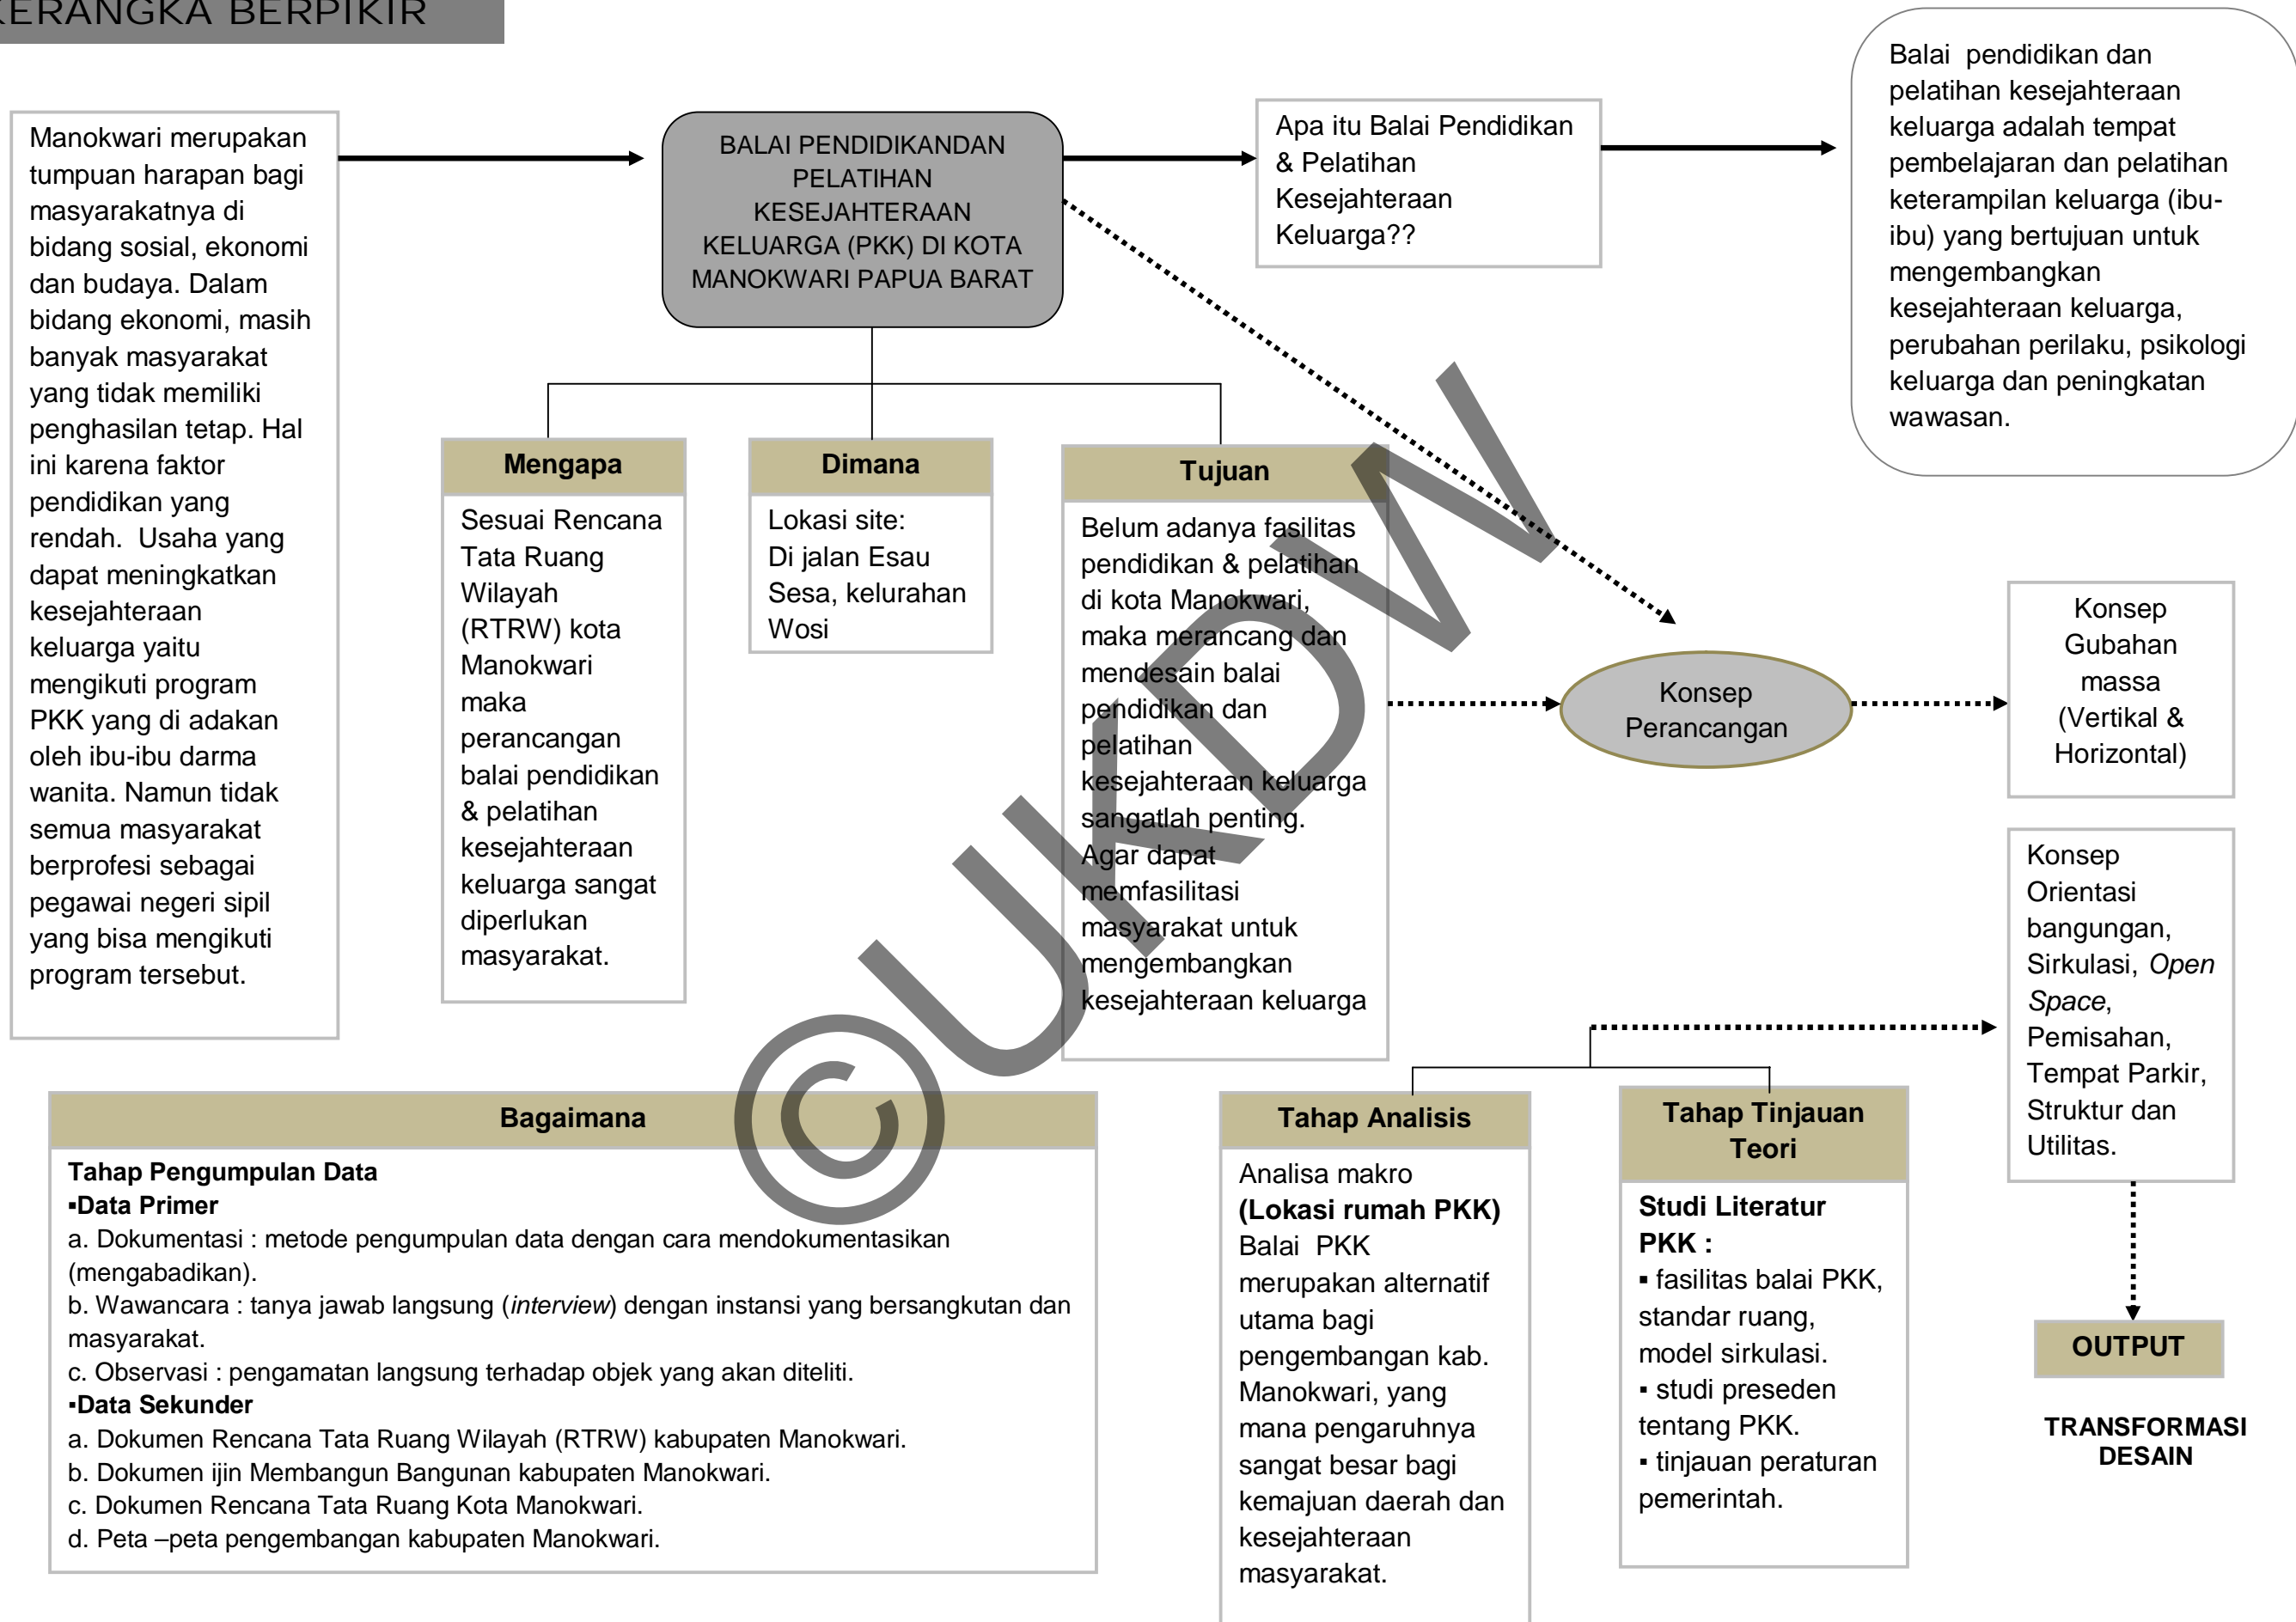 KERANGKA BERPIKIR
Manokwari merupakan
tumpuan harapan bagi
masyarakatnya di
bidang sosial, ekonomi
dan budaya. Dalam
bidang ekonomi, masih
banyak masyarakat
yang tidak memiliki
penghasilan tetap. Hal
ini karena faktor
pendidikan yang
rendah. Usaha yang
dapat meningkatkan
kesejahteraan
keluarga yaitu
mengikuti program
PKK yang di adakan
oleh ibu-ibu darma
wanita. Namun tidak
semua masyarakat
berprofesi sebagai
pegawai negeri sipil
yang bisa mengikuti
program tersebut.
BALAI PENDIDIKANDAN
PELATIHAN
KESEJAHTERAAN
KELUARGA (PKK) DI KOTA
MANOKWARI PAPUA BARAT
Apa itu Balai Pendidikan
& Pelatihan
Kesejahteraan
Keluarga??
Balai pendidikan dan
pelatihan kesejahteraan
keluarga adalah tempat
pembelajaran dan pelatihan
keterampilan keluarga (ibu-
ibu) yang bertujuan untuk
mengembangkan
kesejahteraan keluarga,
perubahan perilaku, psikologi
keluarga dan peningkatan
wawasan.
Mengapa
Sesuai Rencana
Tata Ruang
Wilayah
(RTRW) kota
Manokwari
maka
perancangan
balai pendidikan
& pelatihan
kesejahteraan
keluarga sangat
diperlukan
masyarakat.
Dimana
Lokasi site:
Di jalan Esau
Sesa, kelurahan
Wosi
Tujuan
Belum adanya fasilitas
pendidikan & pelatihan
di kota Manokwari,
maka merancang dan
mendesain balai
pendidikan dan
pelatihan
kesejahteraan keluarga
sangatlah penting.
Agar dapat
memfasilitasi
masyarakat untuk
mengembangkan
kesejahteraan keluarga
Konsep
Perancangan
Konsep
Gubahan
massa
(Vertikal &
Horizontal)
Konsep
Orientasi
bangungan,
Sirkulasi, Open
Space,
Pemisahan,
Tempat Parkir,
Struktur dan
Utilitas.
Bagaimana
Tahap Pengumpulan Data
▪Data Primer
a. Dokumentasi : metode pengumpulan data dengan cara mendokumentasikan
(mengabadikan).
b. Wawancara : tanya jawab langsung (interview) dengan instansi yang bersangkutan dan
masyarakat.
c. Observasi : pengamatan langsung terhadap objek yang akan diteliti.
▪Data Sekunder
a. Dokumen Rencana Tata Ruang Wilayah (RTRW) kabupaten Manokwari.
b. Dokumen ijin Membangun Bangunan kabupaten Manokwari.
c. Dokumen Rencana Tata Ruang Kota Manokwari.
d. Peta –peta pengembangan kabupaten Manokwari.
Tahap Analisis
Analisa makro
(Lokasi rumah PKK)
Balai PKK
merupakan alternatif
utama bagi
pengembangan kab.
Manokwari, yang
mana pengaruhnya
sangat besar bagi
kemajuan daerah dan
kesejahteraan
masyarakat.
Tahap Tinjauan
Teori
Studi Literatur
PKK :
▪ fasilitas balai PKK,
standar ruang,
model sirkulasi.
▪ studi preseden
tentang PKK.
▪ tinjauan peraturan
pemerintah.
OUTPUT
TRANSFORMASI
DESAIN
©UKDW